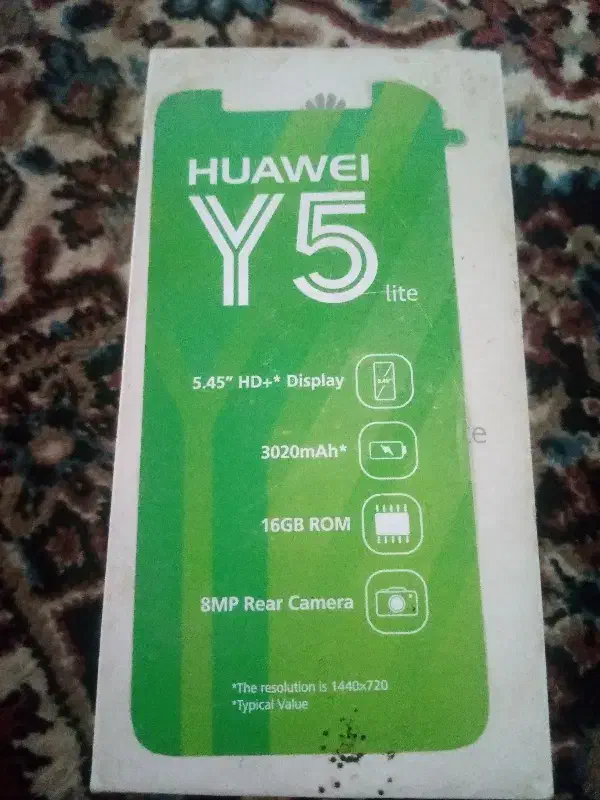 HUAWEI
Y5 lite
5.45" HD+* Display
3020mAh*
16GB ROM
8MP Rear Camera
*The resolution is 1440x720
*Typical Value
e